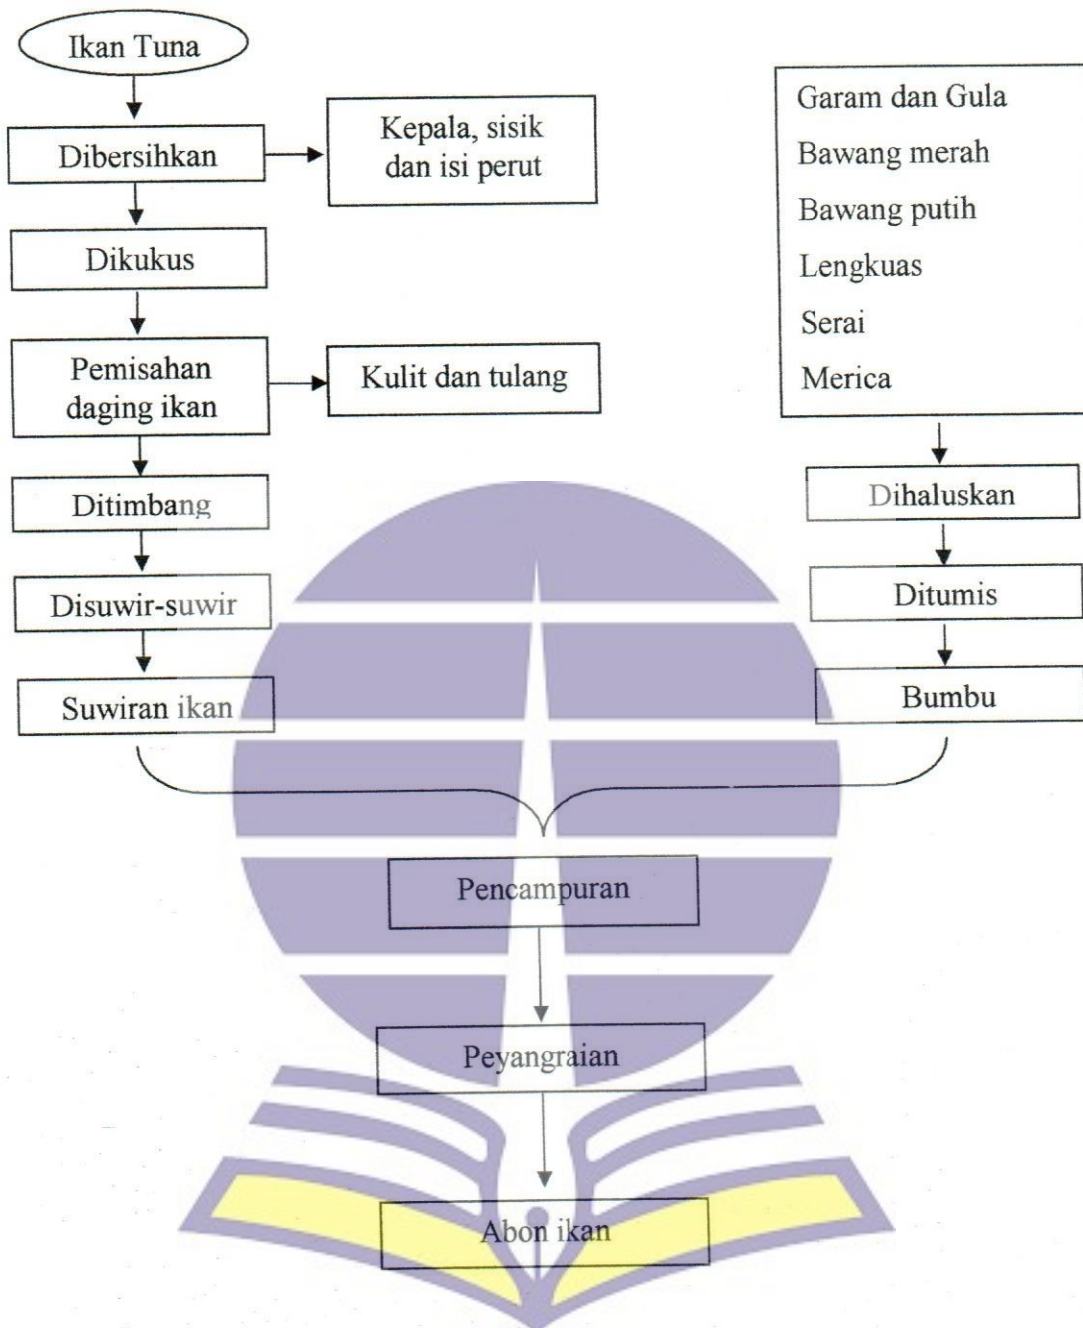 Ikan Tuna
Dibersihkan
Kepala, sisik
dan isi perut
Dikukus
Pemisahan
daging ikan
Kulit dan tulang
Ditimbang
Disuwir-suwir
Suwiran ikan
Garam dan Gula
Bawang merah
Bawang putih
Lengkuas
Serai
Merica
Dihaluskan
Ditumis
Bumbu
Pencampuran
Peyangraian
Abon ikan